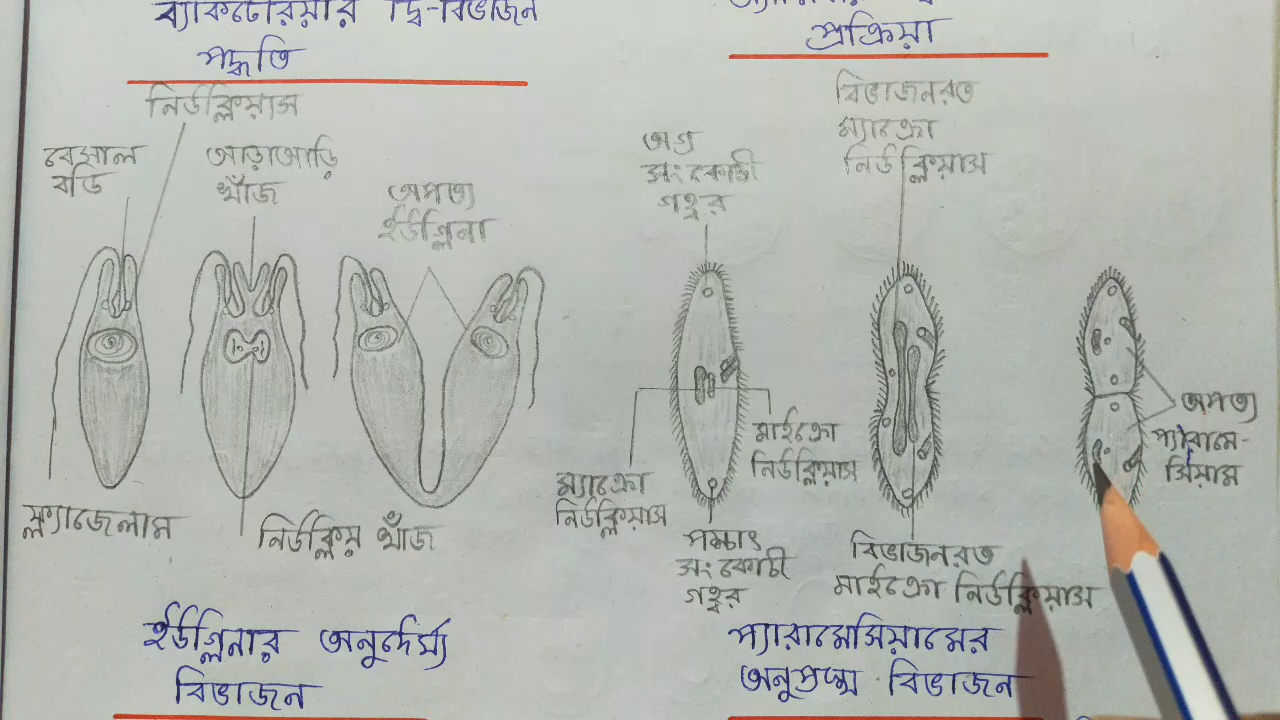 ব্যাকটেরিয়ার দ্বি-বিভাজন
পদ্ধতি
প্রক্রিয়া
নিউক্লিয়াস
বেসাল
বডি
আড়াআড়ি
খাঁজ
অপত্য
ইউগ্লিনা
ফ্ল্যাজেলাম
নিউক্লিয় খাঁজ
ইউগ্লিনার অনুদৈর্ঘ্য
বিভাজন
অগ্র
সংকোচী
গহ্বর
বিভাজনরত
ম্যাক্রো
নিউক্লিয়াস
মাইক্রো
নিউক্লিয়াস
ম্যাক্রো
নিউক্লিয়াস
পশ্চাৎ
সংকোচী
গহ্বর
বিভাজনরত
মাইক্রো নিউক্লিয়াস
অপত্য
প্যারামে-
সিয়াম
প্যারামেসিয়ামের
অনুপ্রস্থ বিভাজন